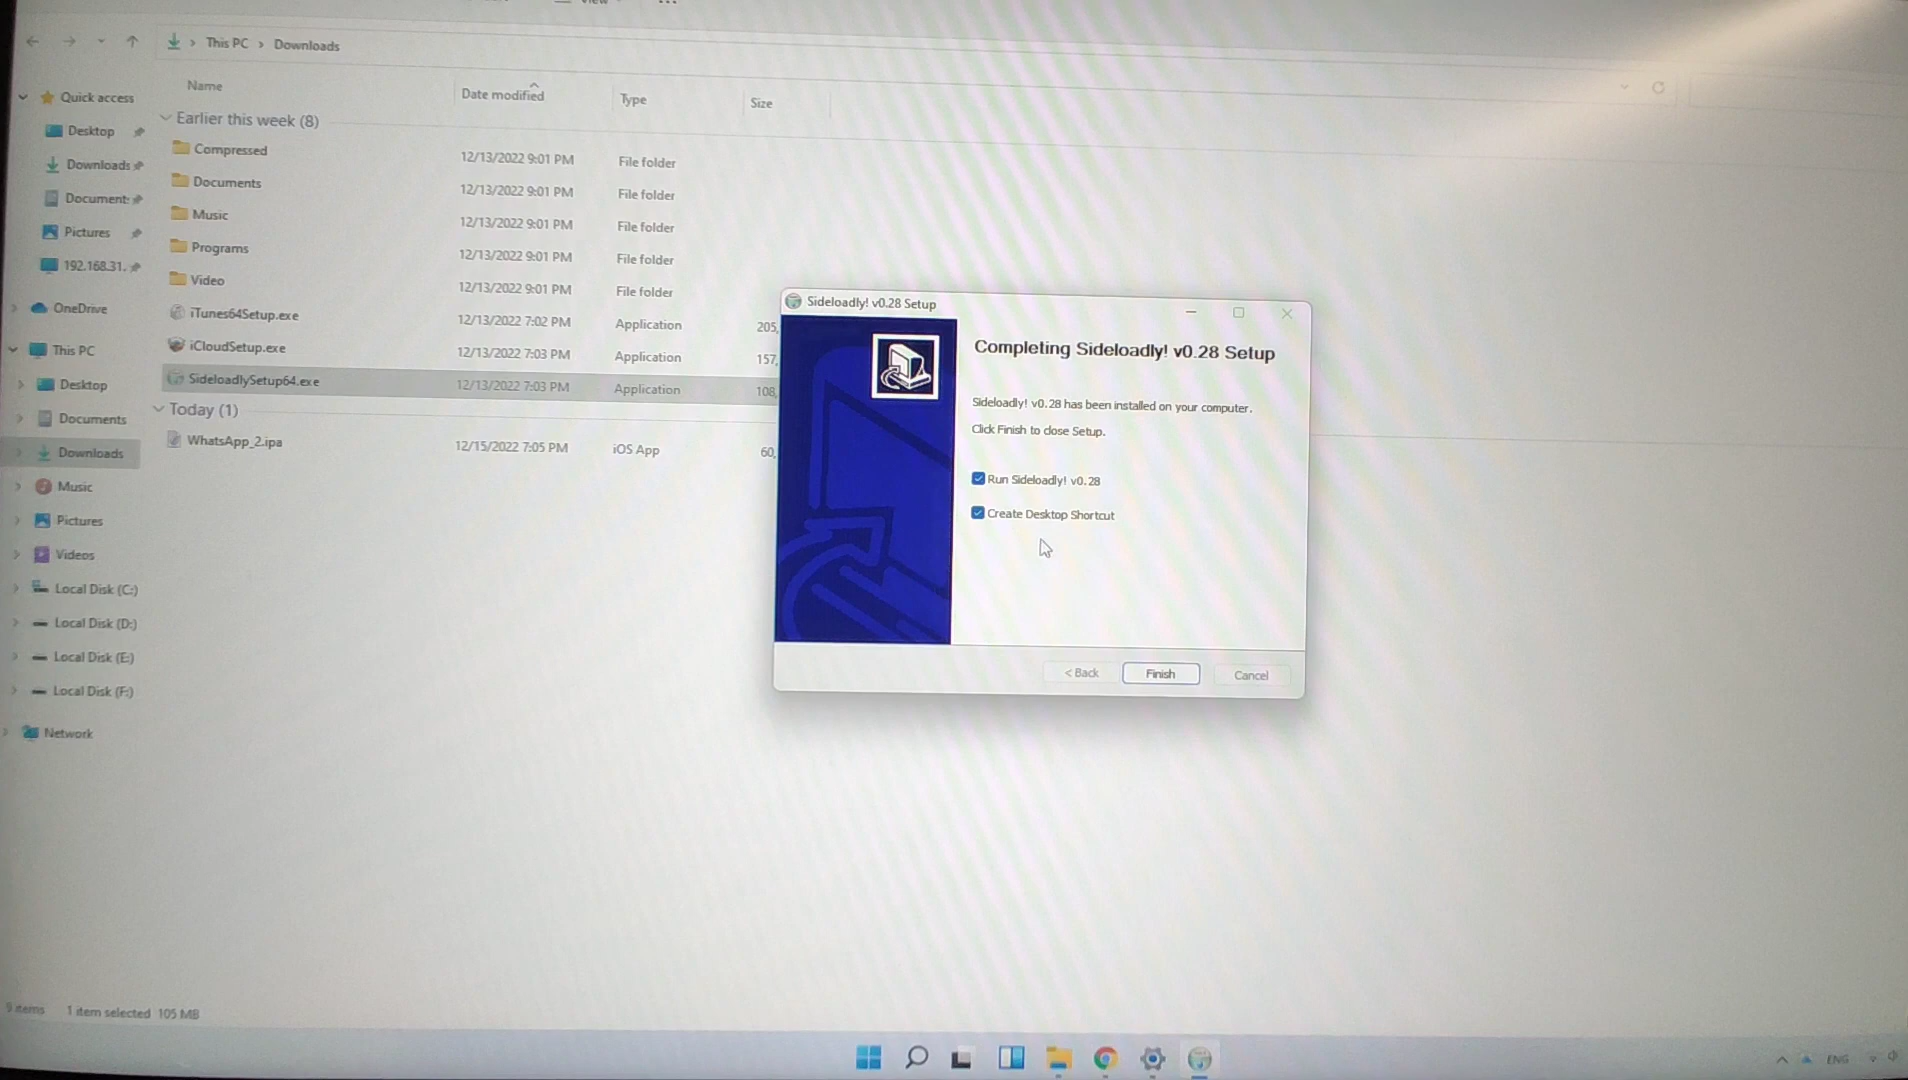 This PC > Downloads
Name
Date modified
Type
Size
Quick access
Desktop
Downloads
Document:
Pictures
192.168.31.
OneDrive
This PC
Desktop
Documents
Downloads
Music
Pictures
Videos
Local Disk (C:)
Local Disk (D:)
Local Disk (E:)
Local Disk (F:)
Network
Earlier this week (8)
Compressed 12/13/2022 9:01 PM File folder
Documents 12/13/2022 9:01 PM File folder
Music 12/13/2022 9:01 PM File folder
Programs 12/13/2022 9:01 PM File folder
Video 12/13/2022 9:01 PM File folder
iTunes64Setup.exe 12/13/2022 7:02 PM Application 205,
iCloudSetup.exe 12/13/2022 7:03 PM Application 157,
SideloadlySetup64.exe 12/13/2022 7:03 PM Application 108,
Today (1)
WhatsApp_2.ipa 12/15/2022 7:05 PM iOS App 60,
Sideloadly! v0.28 Setup
Completing Sideloadly! v0.28 Setup
Sideloadly! v0.28 has been installed on your computer.
Click Finish to close Setup.
Run Sideloadly! v0.28
Create Desktop Shortcut
< Back
Finish
Cancel
9 items 1 item selected 105 MB
ENG